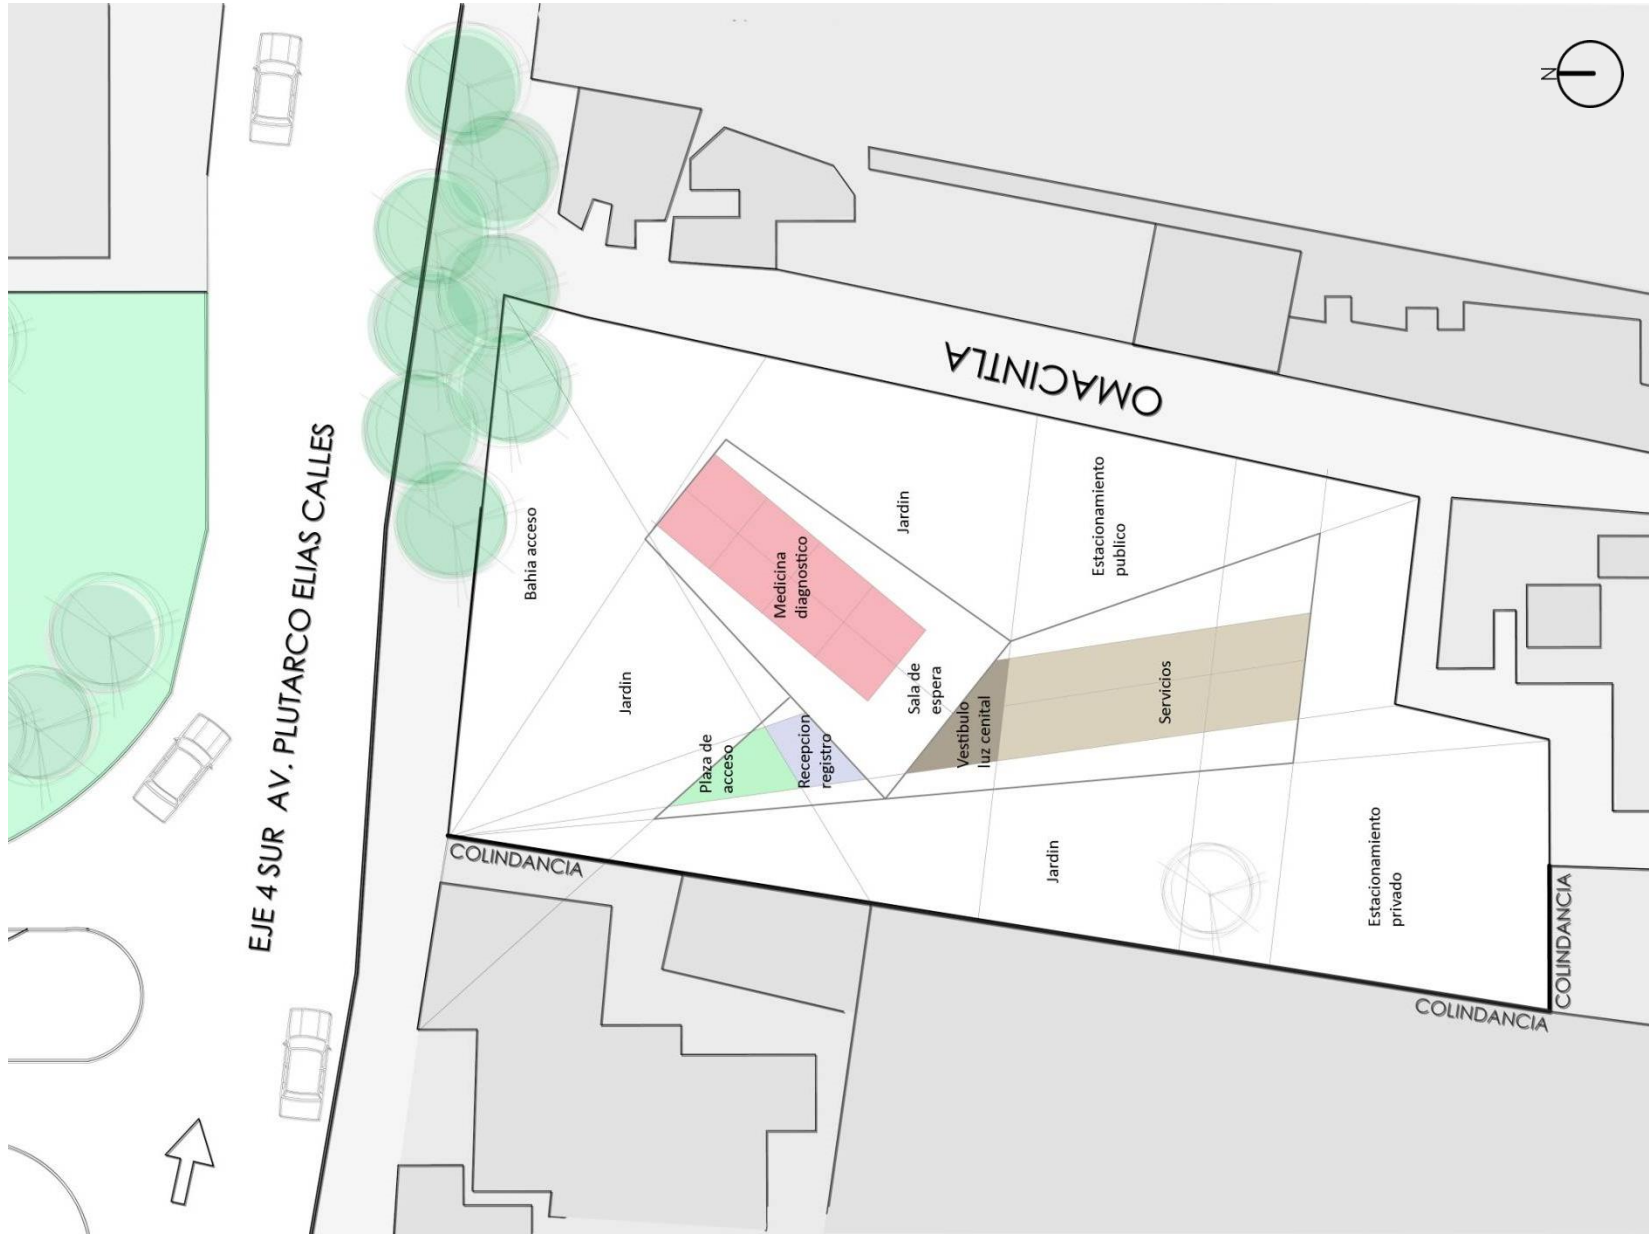 N
EJE 4 SUR AV. PLUTARCO ELIAS CALLES
OMACINTLA
Bahia acceso
Jardin
Plaza de
acceso
Recepcion
registro
Medicina
diagnostico
Sala de
espera
Jardin
Vestibulo
luz cenital
Estacionamiento
publico
Servicios
Jardin
Estacionamiento
privado
COLINDANCIA
COLINDANCIA
COLINDANCIA